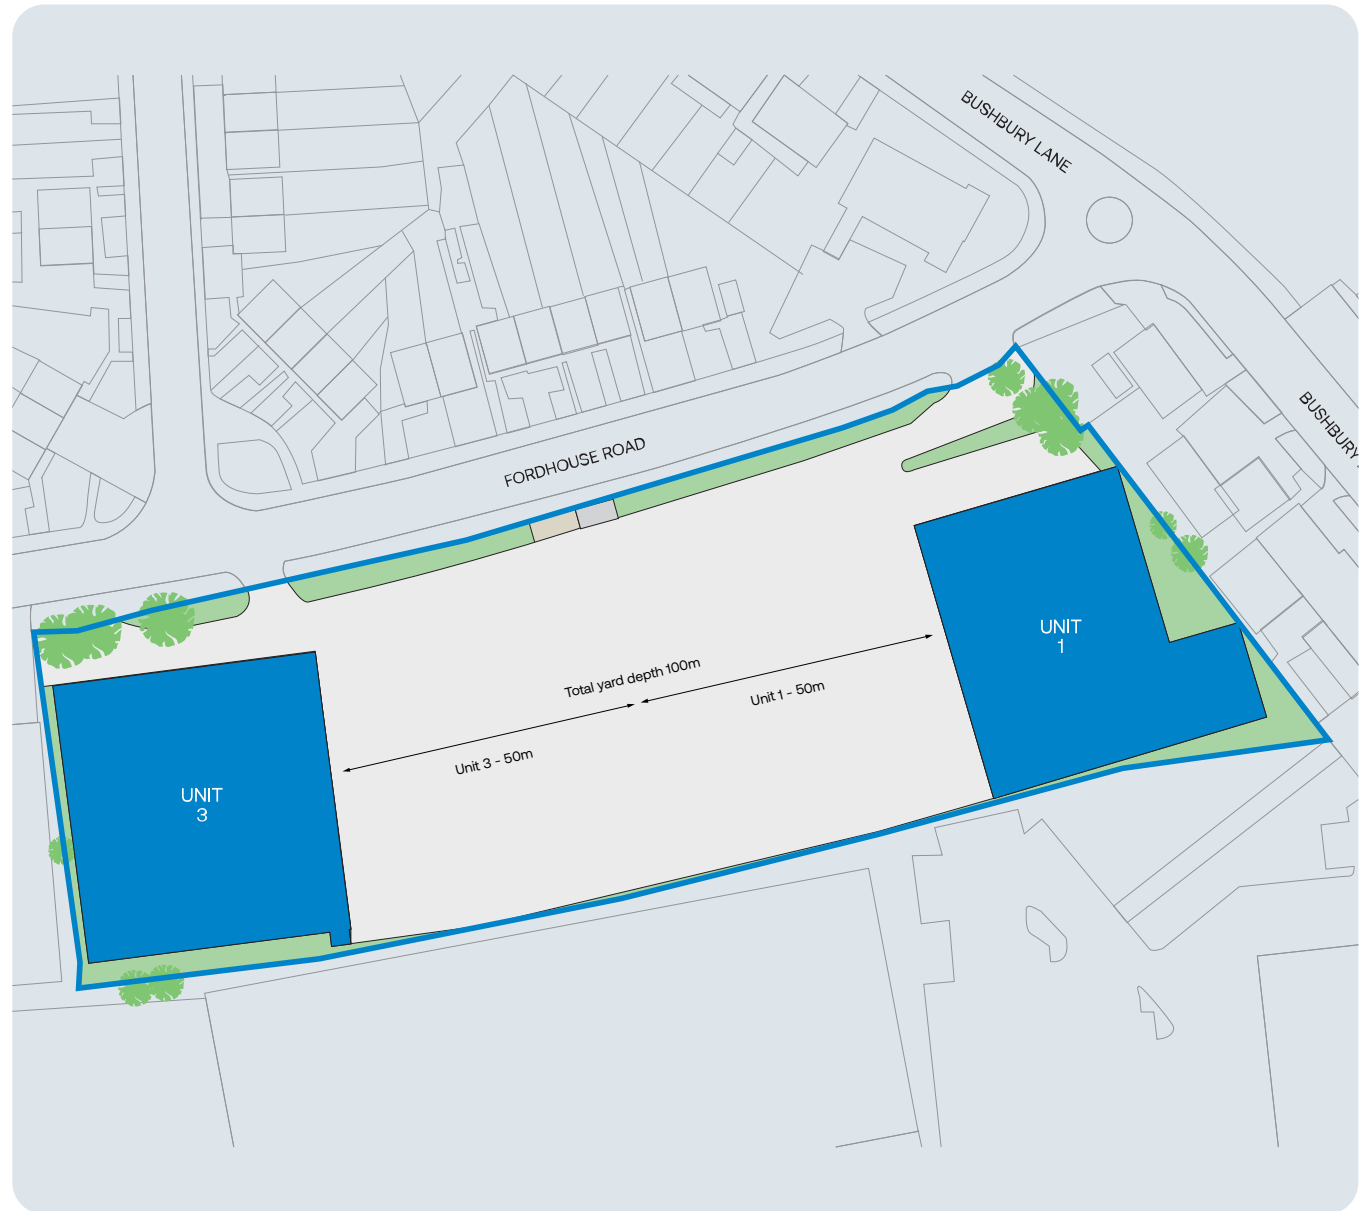 BUSHBURY LANE
BUSHBURY
FORDHOUSE ROAD
UNIT
1
Total yard depth 100m
Unit 1 - 50m
Unit 3 - 50m
UNIT
3